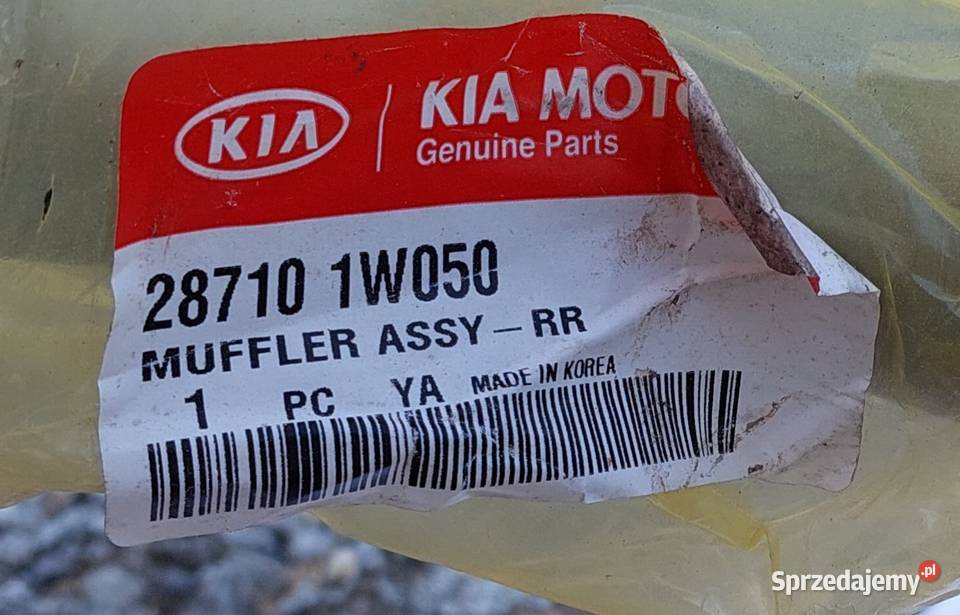 KIA
KIA MOTO
Genuine Parts
28710 1W050
MUFFLER ASSY-RR
1 PC YA MADE IN KOREA
Sprzedajemy.pl